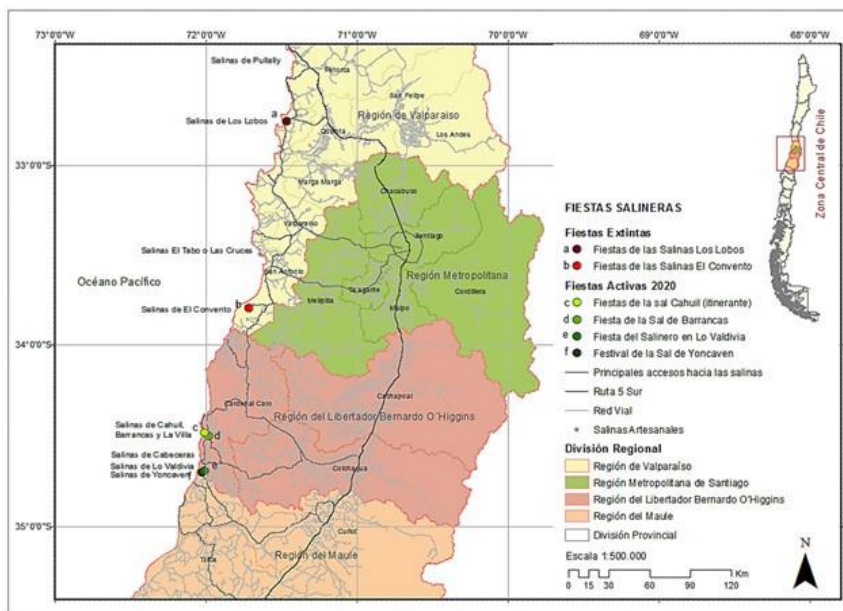 73°0'0"W
72°0'0"W
71°0'0"W
70°0'0"W
68°0'0"W
33°0'0"S
34°0'0"S
35°0'0"S
Salinas de Pullally
Petorca
San Felipe
a
Salinas de Los Lobos
Quillota
Región de Valparaíso
Los Andes
Marga Marga
Chacabuco
Valparaíso
Santiago
Salinas El Tabo o Las Cruces
Región Metropolitana
San Antonio
Océano Pacífico
Talagante
Cordillera
Melipilla
b
Salinas de El Convento
Maipo
Cachapoal
Cardenal Caro
Región del Libertador Bernardo O'Higgins
Salinas de Cahuil,
Barrancas y La Villa
c
d
Salinas de Cabeceras
Salinas de Lo Valdivia
Salinas de Yoncaven
e
f
Colchagua
Curicó
Región del Maule
Talca
Zona Central de Chile
FIESTAS SALINERAS
Fiestas Extintas
a Fiestas de las Salinas Los Lobos
b Fiestas de las Salinas El Convento
Fiestas Activas 2020
c Fiestas de la sal Cahuil (itinerante)
d Fiesta de la Sal de Barrancas
e Fiesta del Salinero en Lo Valdivia
f Festival de la Sal de Yoncaven
Principales accesos hacia las salinas
Ruta 5 Sur
Red Vial
Salinas Artesanales
División Regional
Región de Valparaíso
Región Metropolitana de Santiago
Región del Libertador Bernardo O'Higgins
Región del Maule
División Provincial
Escala 1:500.000
N
Km
0 15 30 60 90 120